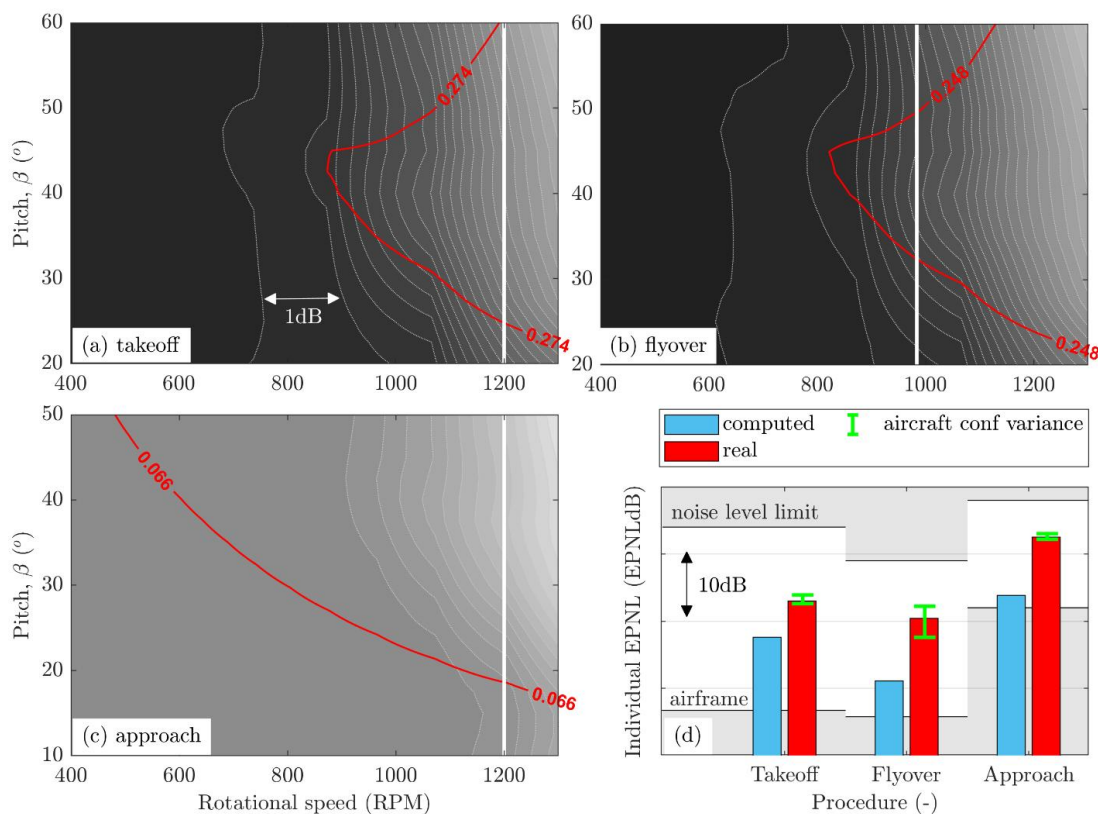 60
50
40
30
20
Pitch, β (°)
0.274
0.274
1dB
(a) takeoff
400 600 800 1000 1200
60
50
40
30
20
0.248
0.248
(b) flyover
400 600 800 1000 1200
50
40
30
20
10
Pitch, β (°)
0.066
0.066
(c) approach
400 600 800 1000 1200
Rotational speed (RPM)
computed
aircraft conf variance
real
Individual EPNL (EPNLdB)
noise level limit
10dB
airframe
(d)
Takeoff Flyover Approach
Procedure (-)